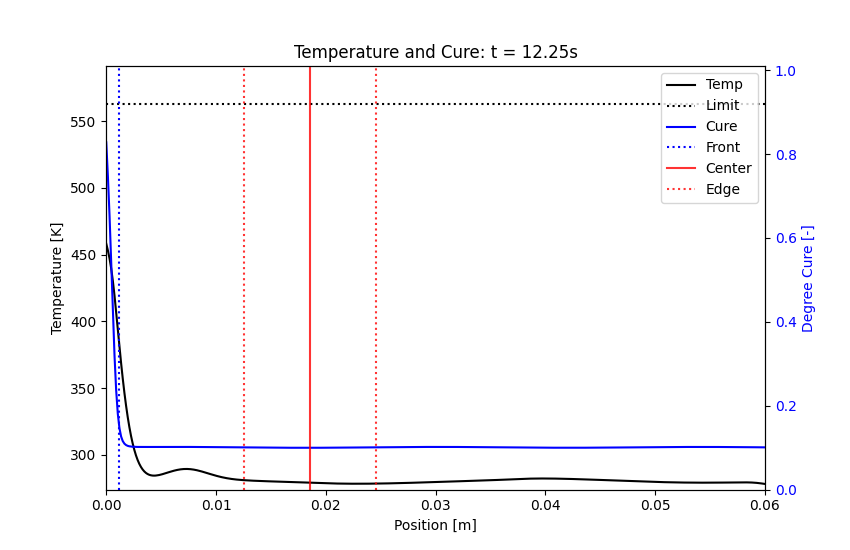 Temperature and Cure: t = 12.25s
Temperature [K]
550
500
450
400
350
300
0.00
0.01
0.02
0.03
0.04
0.05
0.06
Position [m]
1.0
0.8
0.6
0.4
0.2
0.0
Degree Cure [-]
Temp
Limit
Cure
Front
Center
Edge